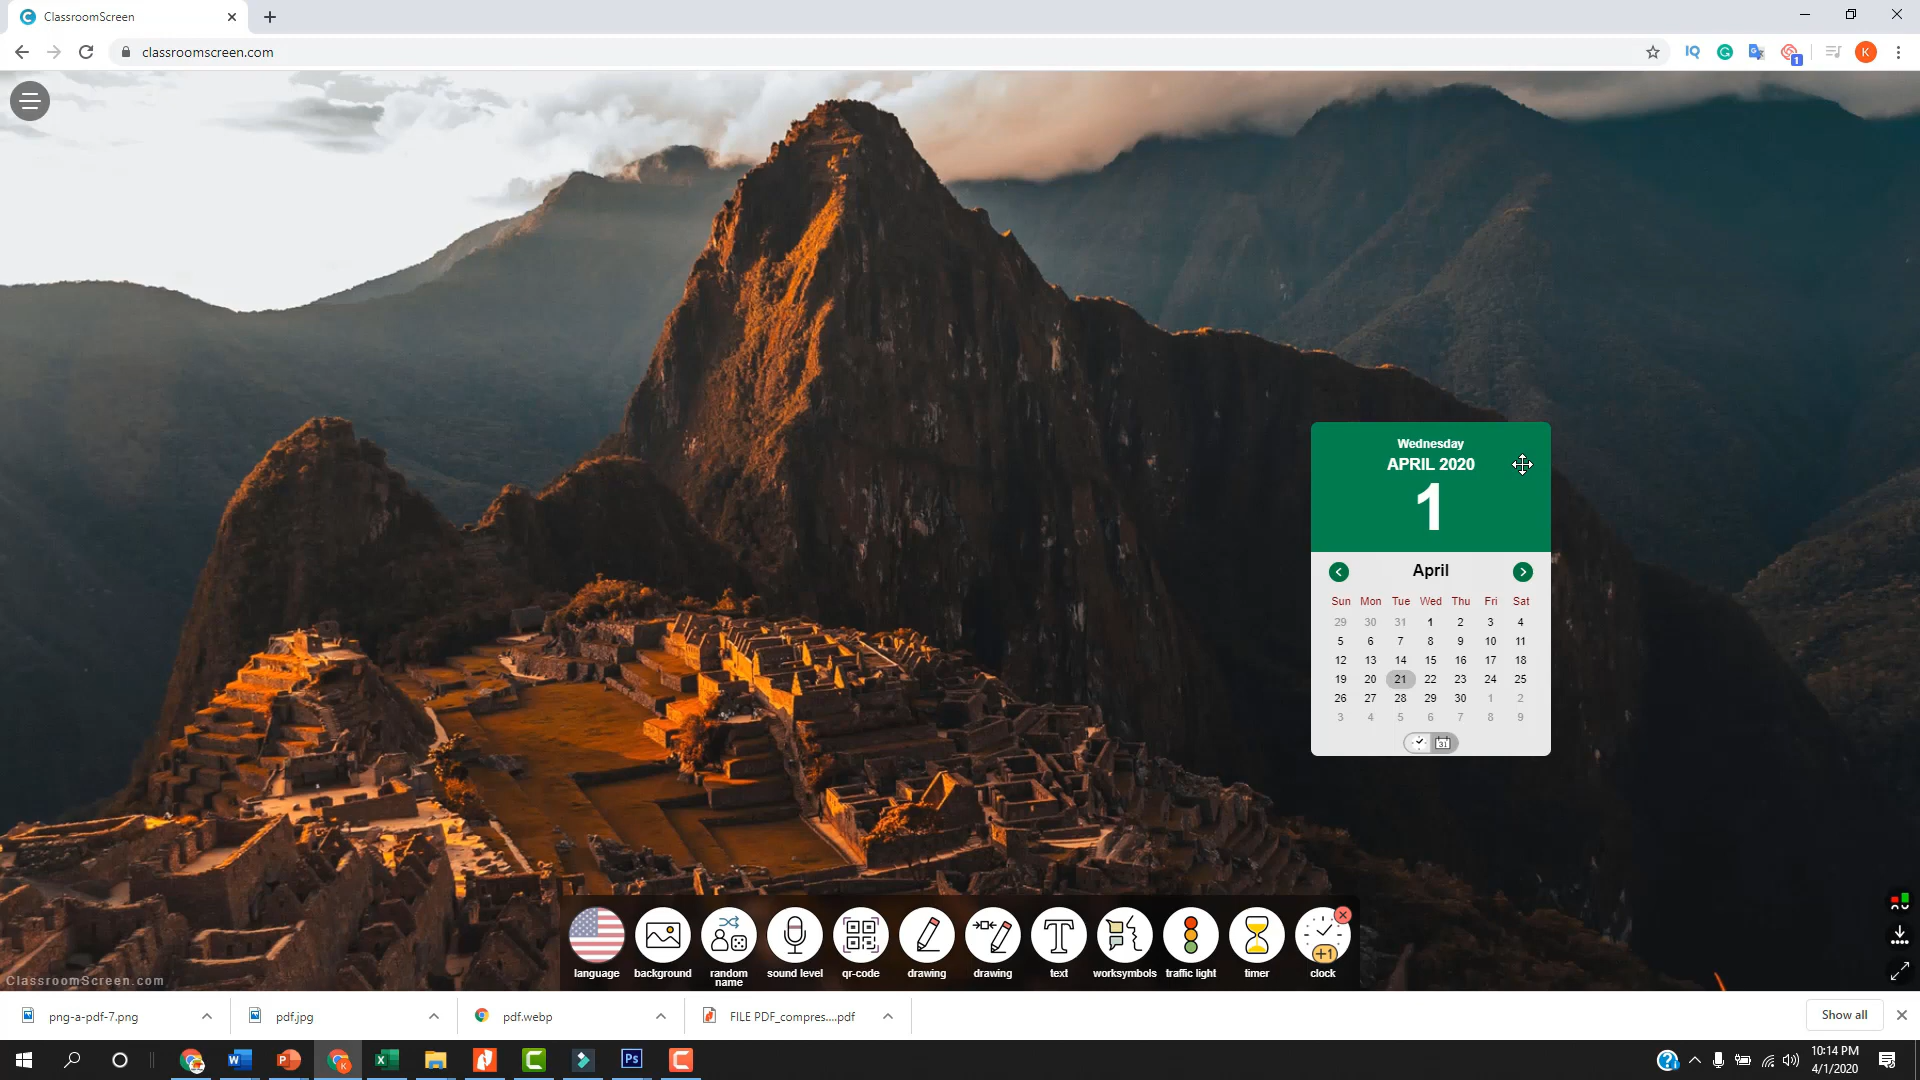 ClassroomScreen
classroomscreen.com
Wednesday
APRIL 2020
1
April
Sun Mon Tue Wed Thu Fri Sat
29 30 31 1 2 3 4
5 6 7 8 9 10 11
12 13 14 15 16 17 18
19 20 21 22 23 24 25
26 27 28 29 30 1 2
3 4 5 6 7 8 9
31
+1
language background random name sound level qr-code drawing drawing text worksymbols traffic light timer clock
ClassroomScreen.com
png-a-pdf-7.png pdf.jpg pdf.webp FILE PDF_compres....pdf Show all
10:14 PM
4/1/2020